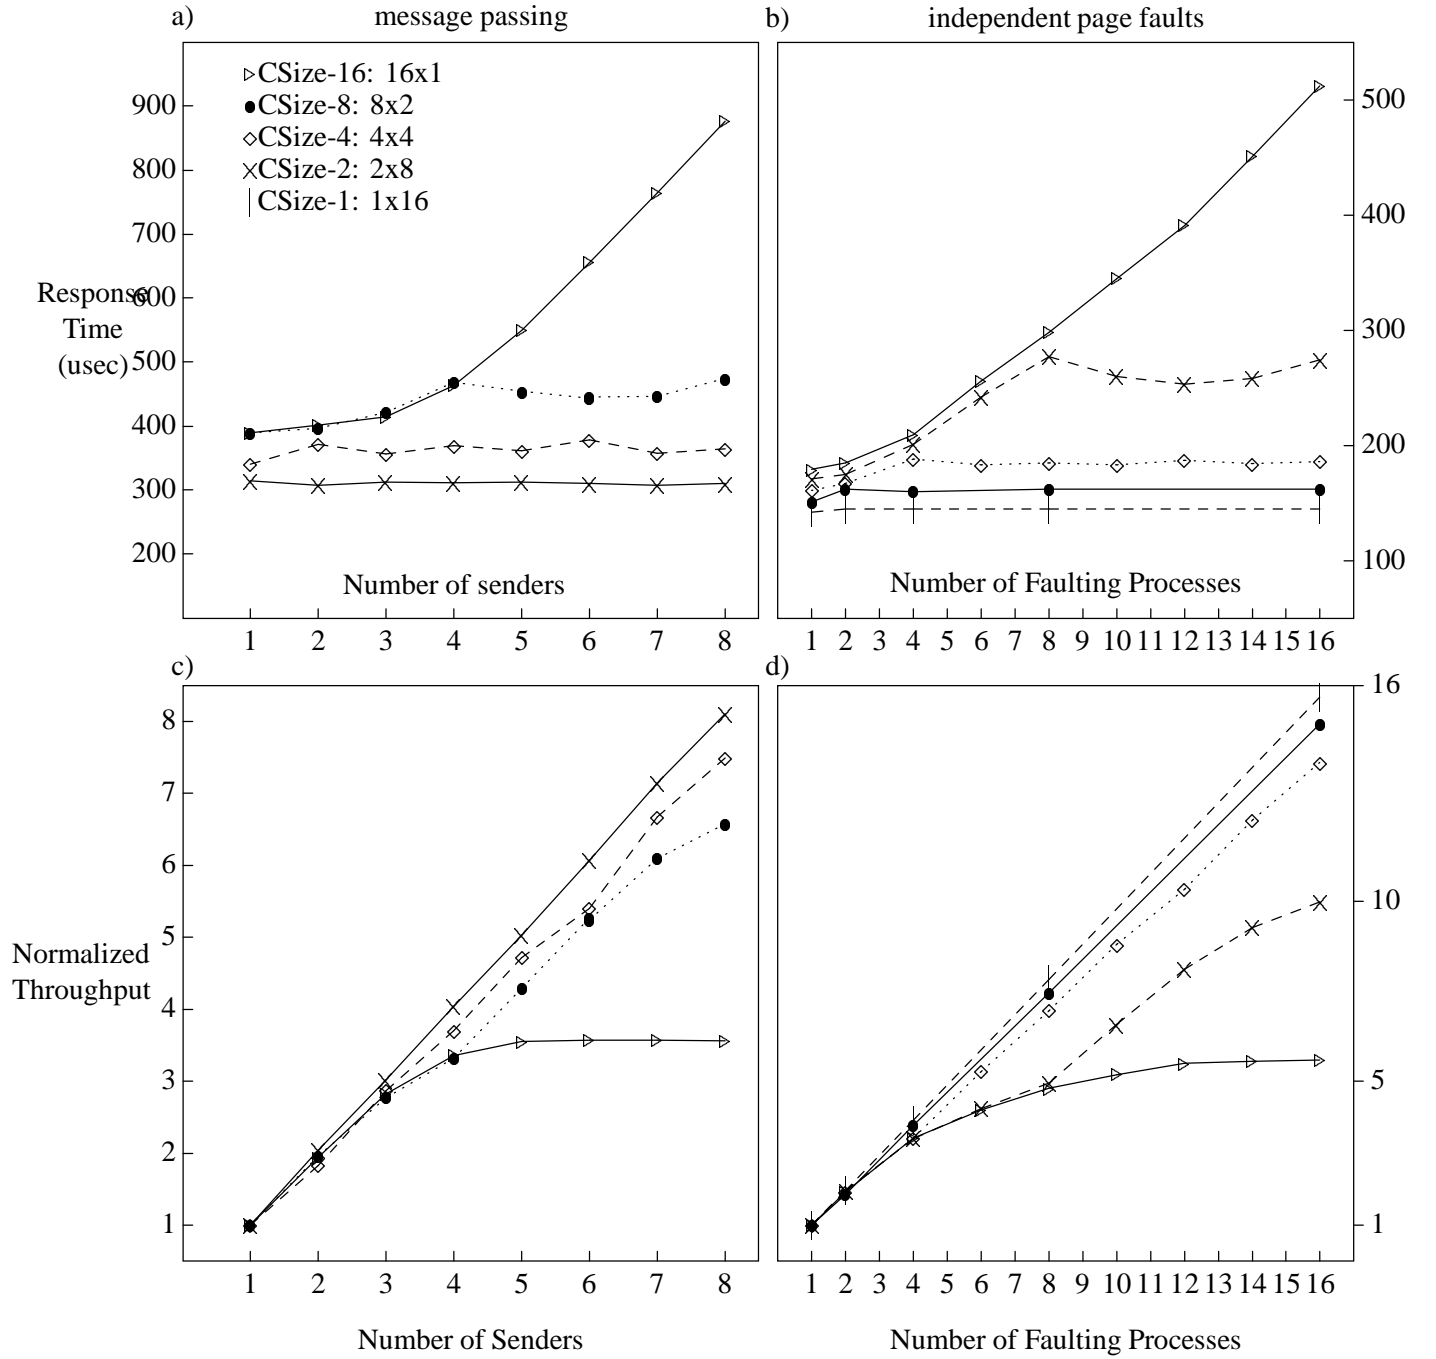 a) message passing
b) independent page faults
CSize-16: 16x1
CSize-8: 8x2
CSize-4: 4x4
CSize-2: 2x8
CSize-1: 1x16
900
800
700
600
500
400
300
200
Response
Time
(usec)
500
400
300
200
100
Number of senders
Number of Faulting Processes
1 2 3 4 5 6 7 8
1 2 3 4 5 6 7 8 9 10 11 12 13 14 15 16
c)
d)
8
7
6
5
4
3
2
1
Normalized
Throughput
16
10
5
1
1 2 3 4 5 6 7 8
1 2 3 4 5 6 7 8 9 10 11 12 13 14 15 16
Number of Senders
Number of Faulting Processes